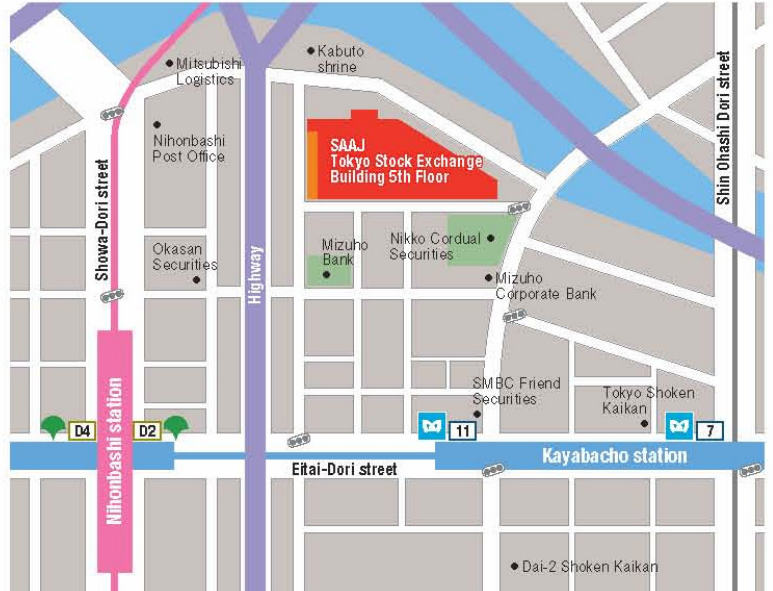 Kabuto
shrine
Mitsubishi
Logistics
Nihonbashi
Post Office
SAAJ
Tokyo Stock Exchange
Building 5th Floor
Shin Ohashi Dori street
Showa-Dori street
Okasan
Securities
Highway
Mizuho
Bank
Nikko Cordual
Securities
Mizuho
Corporate Bank
SMBC Friend
Securities
Tokyo Shoken
Kaikan
Nihonbashi station
D4
D2
11
7
Eitai-Dori street
Kayabacho station
Dai-2 Shoken Kaikan